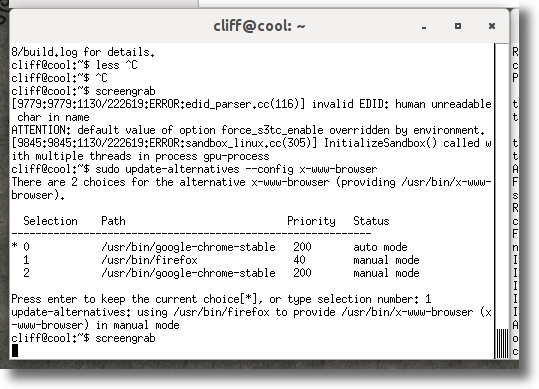 cliff@cool: ~
8/build.log for details.
cliff@cool:~$ less ^C
cliff@cool:~$ ^C
cliff@cool:~$ screengrab
[9779:9779:1130/222619:ERROR:edid_parser.cc(116)] invalid EDID: human unreadable
 char in name
ATTENTION: default value of option force_s3tc_enable overridden by environment.
[9845:9845:1130/222619:ERROR:sandbox_linux.cc(305)] InitializeSandbox() called w
ith multiple threads in process gpu-process
cliff@cool:~$ sudo update-alternatives --config x-www-browser
There are 2 choices for the alternative x-www-browser (providing /usr/bin/x-www-
browser).
  Selection    Path                            Priority   Status
------------------------------------------------------------
* 0            /usr/bin/google-chrome-stable   200       auto mode
  1            /usr/bin/firefox                40        manual mode
  2            /usr/bin/google-chrome-stable   200       manual mode
Press enter to keep the current choice[*], or type selection number: 1
update-alternatives: using /usr/bin/firefox to provide /usr/bin/x-www-browser (x
-www-browser) in manual mode
cliff@cool:~$ screengrab